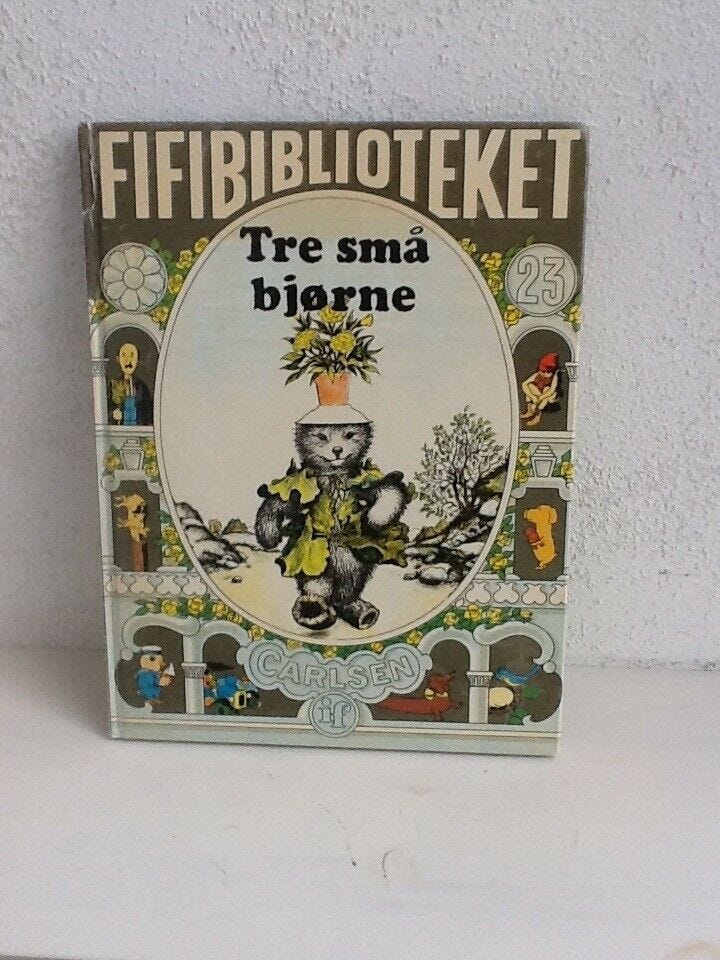 FIFIBIBLIOTEKET
Tre små
bjørne
23
CARLSEN
if